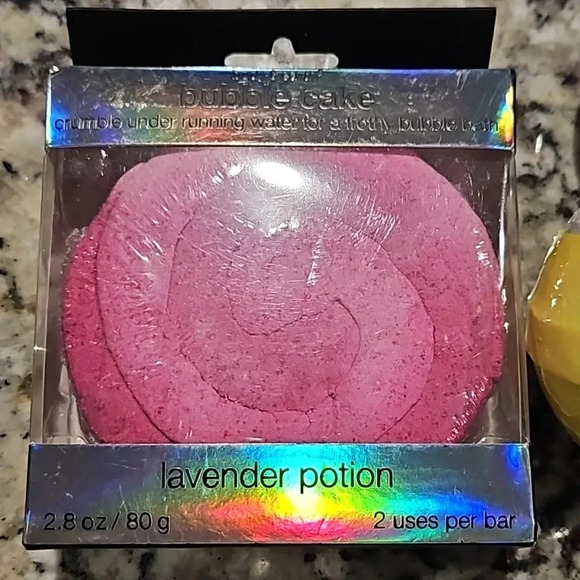 bubble cake
crumble under running water for a frothy bubble bath
lavender potion
2.8 oz / 80 g
2 uses per bar